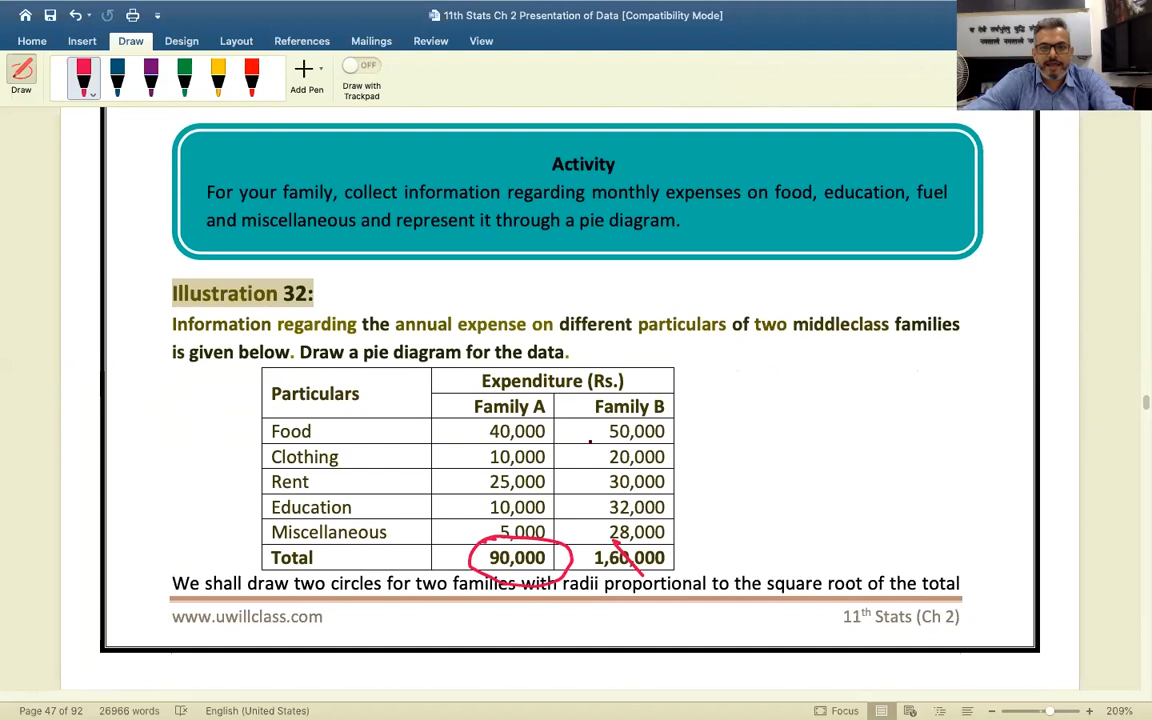 11th Stats Ch 2 Presentation of Data [Compatibility Mode]
Home Insert Draw Design Layout References Mailings Review View
Draw
Add Pen
OFF
Draw with
Trackpad
Activity
For your family, collect information regarding monthly expenses on food, education, fuel
and miscellaneous and represent it through a pie diagram.
Illustration 32:
Information regarding the annual expense on different particulars of two middleclass families
is given below. Draw a pie diagram for the data.
Particulars Expenditure (Rs.)
Family A Family B
Food 40,000 50,000
Clothing 10,000 20,000
Rent 25,000 30,000
Education 10,000 32,000
Miscellaneous 5,000 28,000
Total 90,000 1,60,000
We shall draw two circles for two families with radii proportional to the square root of the total
www.uwillclass.com 11th Stats (Ch 2)
Page 47 of 92 26966 words English (United States) Focus 209%